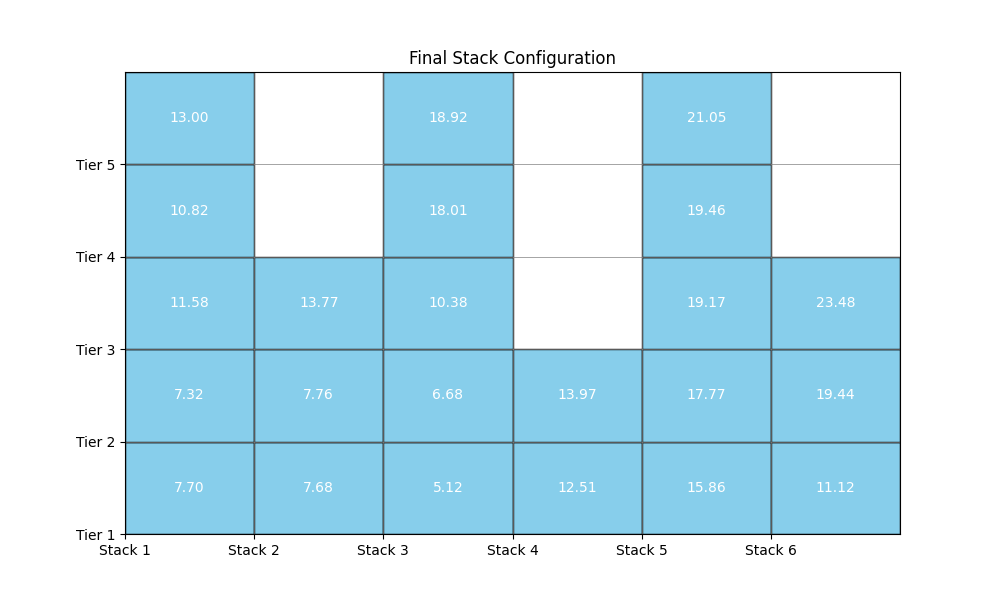 Final Stack Configuration
13.00 18.92 21.05
Tier 5
10.82 18.01 19.46
Tier 4
11.58 13.77 10.38 19.17 23.48
Tier 3
7.32 7.76 6.68 13.97 17.77 19.44
Tier 2
7.70 7.68 5.12 12.51 15.86 11.12
Tier 1
Stack 1 Stack 2 Stack 3 Stack 4 Stack 5 Stack 6